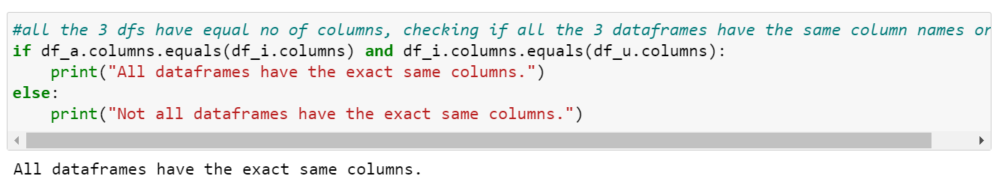 #all the 3 dfs have equal no of columns, checking if all the 3 dataframes have the same column names or
if df_a.columns.equals(df_i.columns) and df_i.columns.equals(df_u.columns):
    print("All dataframes have the exact same columns.")
else:
    print("Not all dataframes have the exact same columns.")
All dataframes have the exact same columns.